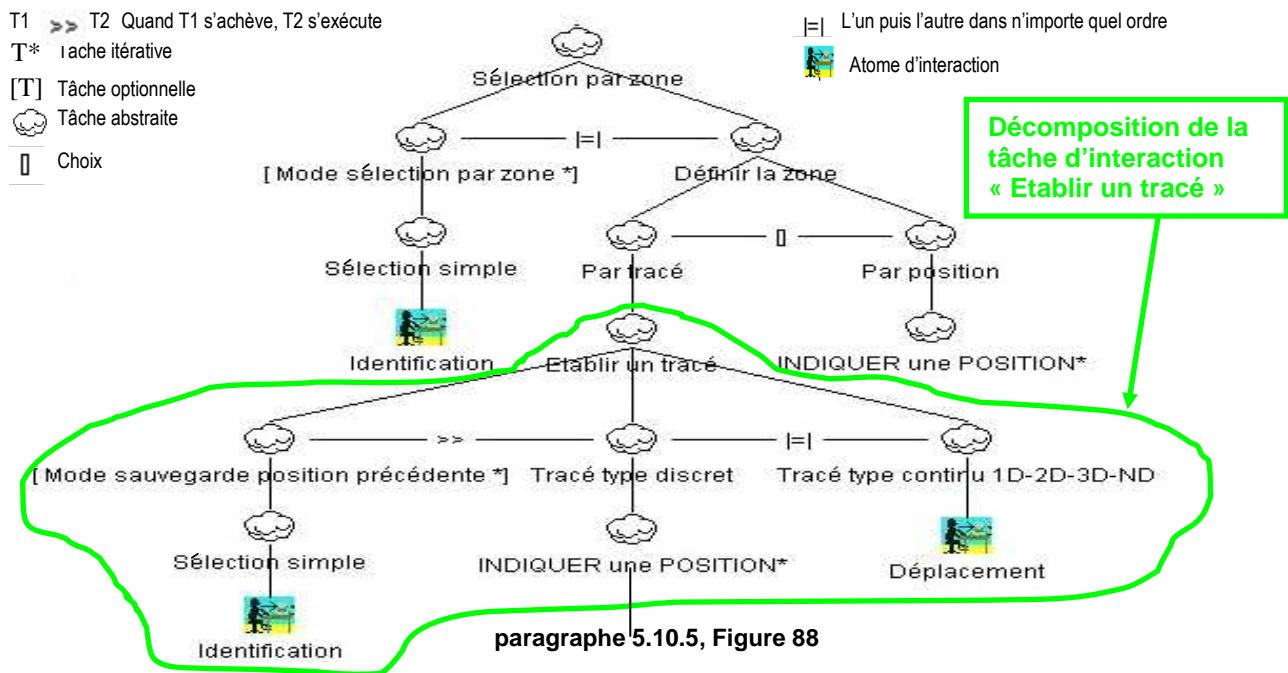 T1 >> T2 Quand T1 s’achève, T2 s’exécute
T* Tâche itérative
[T] Tâche optionnelle
Tâche abstraite
[] Choix
|=| L’un puis l’autre dans n’importe quel ordre
Atome d’interaction
Sélection par zone
Décomposition de la
tâche d’interaction
« Etablir un tracé »
|=|
[ Mode sélection par zone *] Définir la zone
[]
Sélection simple Par tracé Par position
Identification Etablir un tracé INDIQUER une POSITION*
>> |=|
[ Mode sauvegarde position précédente *] Tracé type discret Tracé type continu 1D-2D-3D-ND
Sélection simple INDIQUER une POSITION* Déplacement
Identification
paragraphe 5.10.5, Figure 88